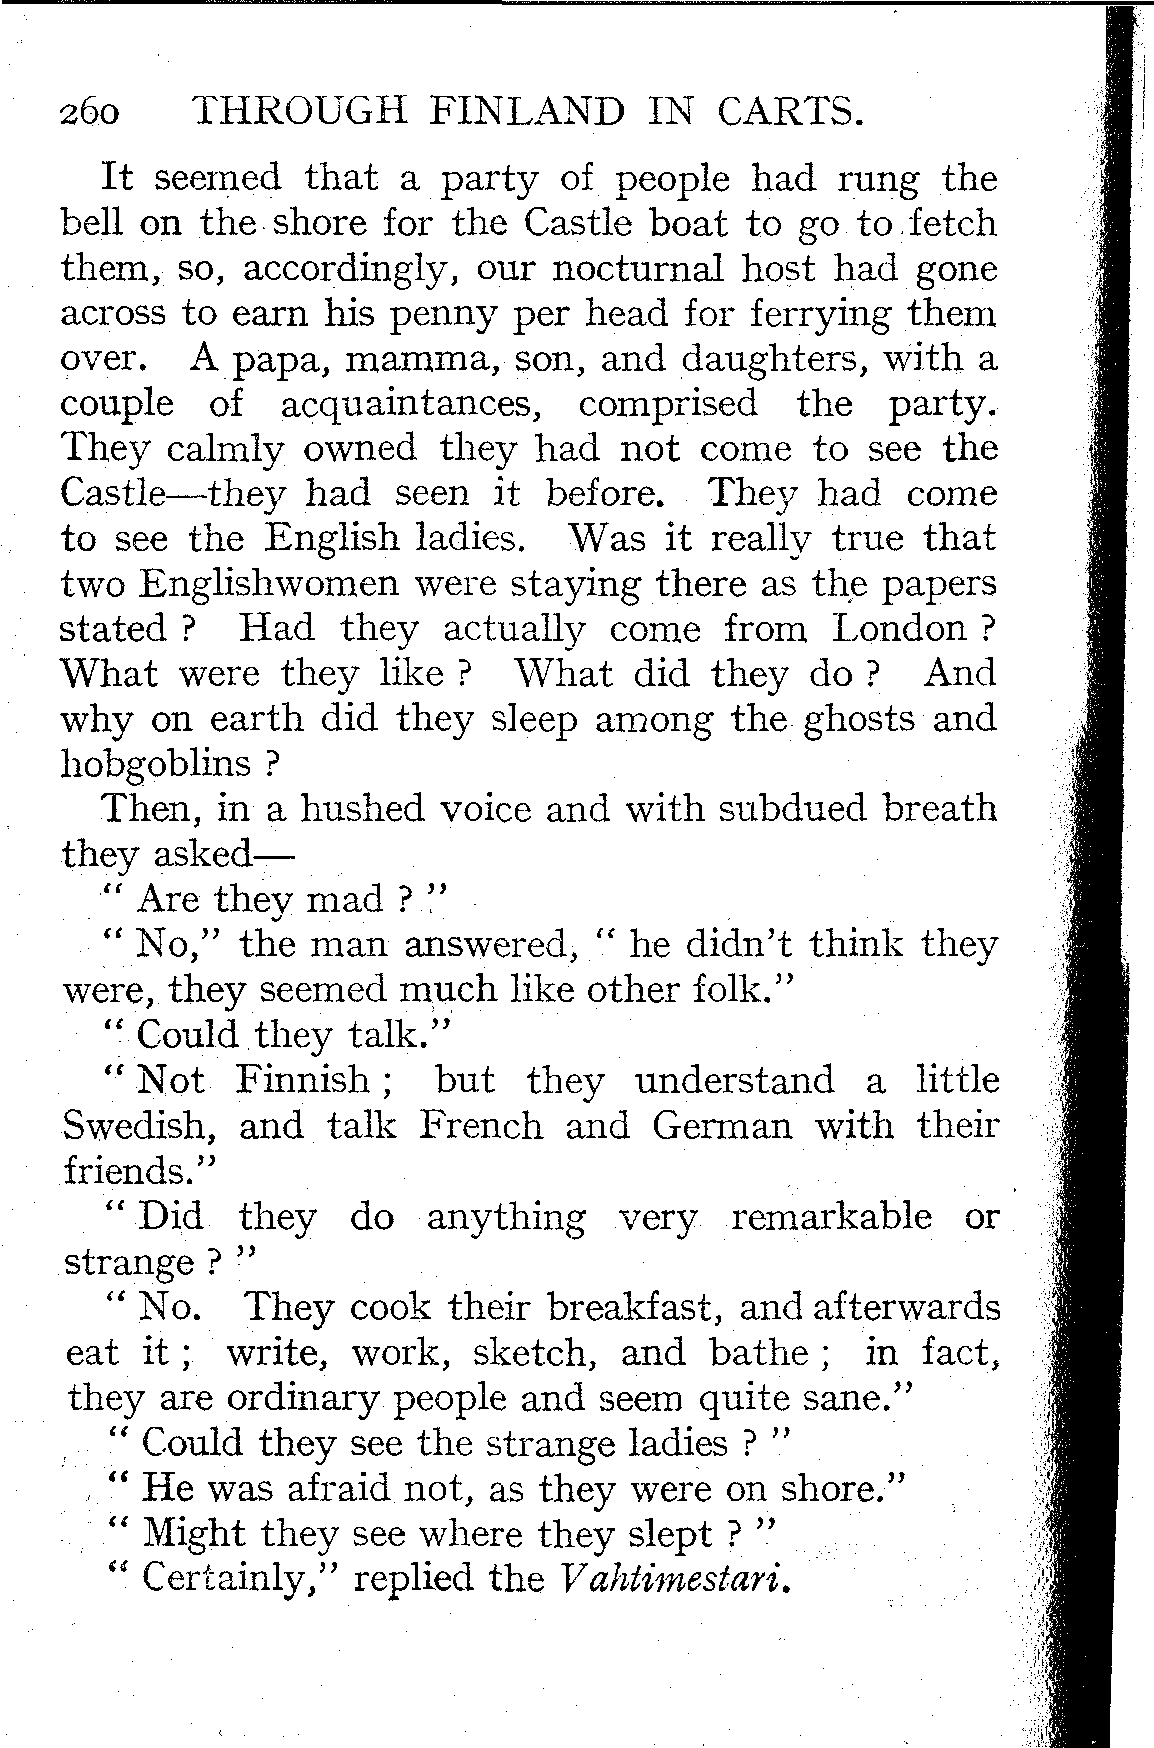 260 THROUGH FINLAND IN CARTS.
It seemed that a party of people had rung the
bell on the shore for the Castle boat to go to fetch
them, so, accordingly, our nocturnal host had gone
across to earn his penny per head for ferrying them
over. A papa, mamma, son, and daughters, with a
couple of acquaintances, comprised the party.
They calmly owned they had not come to see the
Castle—they had seen it before. They had come
to see the English ladies. Was it really true that
two Englishwomen were staying there as the papers
stated ? Had they actually come from London ?
What were they like ? What did they do ? And
why on earth did they sleep among the ghosts and
hobgoblins ?
Then, in a hushed voice and with subdued breath
they asked—
“ Are they mad ? ”
“ No,” the man answered, “ he didn’t think they
were, they seemed much like other folk.”
“ Could they talk.”
“ Not Finnish ; but they understand a little
Swedish, and talk French and German with their
friends.”
“ Did they do anything very remarkable or
strange ? ”
“ No. They cook their breakfast, and afterwards
eat it ; write, work, sketch, and bathe ; in fact,
they are ordinary people and seem quite sane.”
“ Could they see the strange ladies ? ”
“ He was afraid not, as they were on shore.”
“ Might they see where they slept ? ”
“ Certainly,” replied the Vahtimestari.